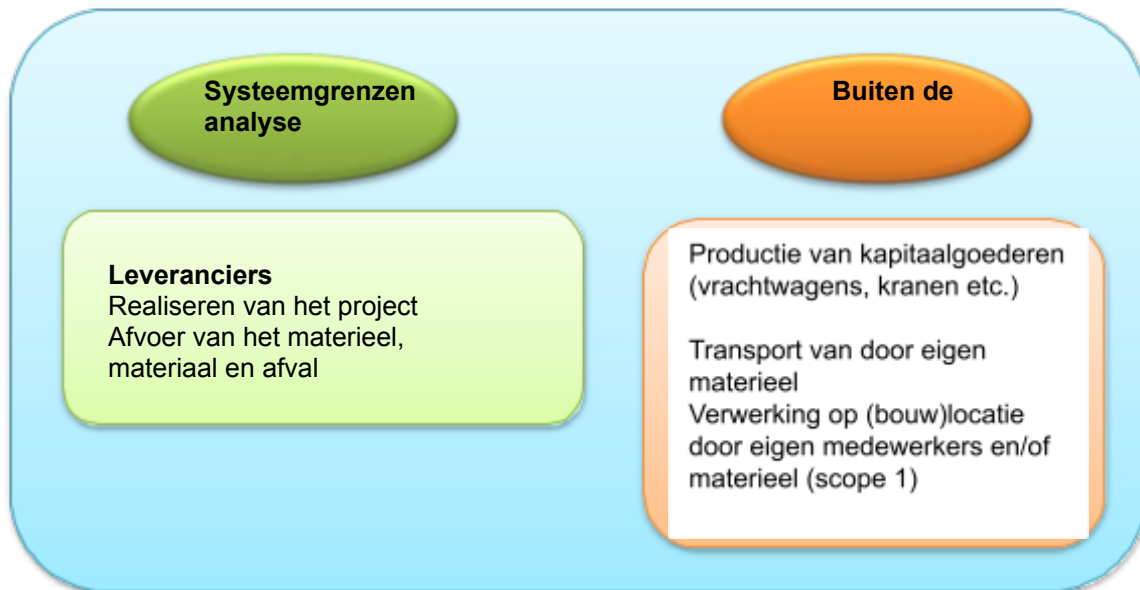 Systeemgrenzen
analyse
Buiten de
Leveranciers
Realiseren van het project
Afvoer van het materieel,
materiaal en afval
Productie van kapitaalgoederen
(vrachtwagens, kranen etc.)
Transport van door eigen
materieel
Verwerking op (bouw)locatie
door eigen medewerkers en/of
materieel (scope 1)